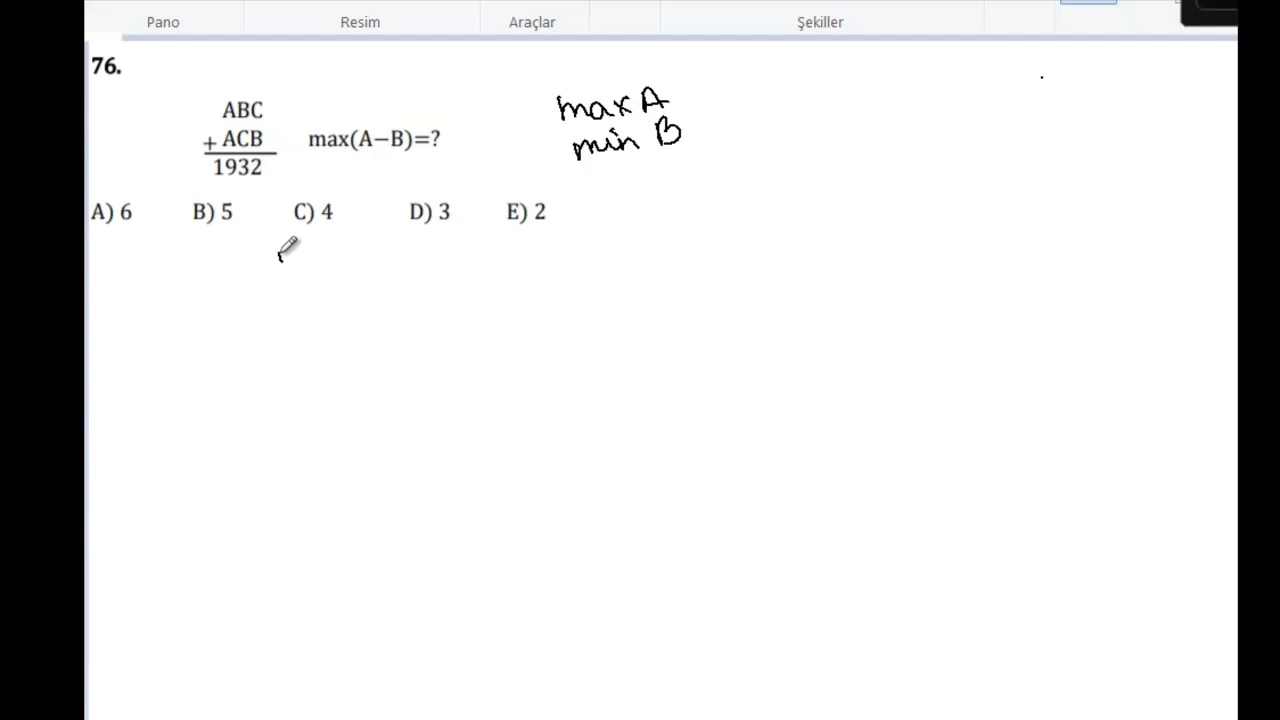 Pano Resim Araçlar Şekiller
76.
ABC
+ ACB max(A−B)=?
1932
max A
min B
A) 6 B) 5 C) 4 D) 3 E) 2